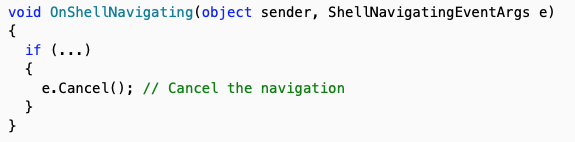 void OnShellNavigating(object sender, ShellNavigatingEventArgs e)
{
  if (...)
  {
    e.Cancel(); // Cancel the navigation
  }
}